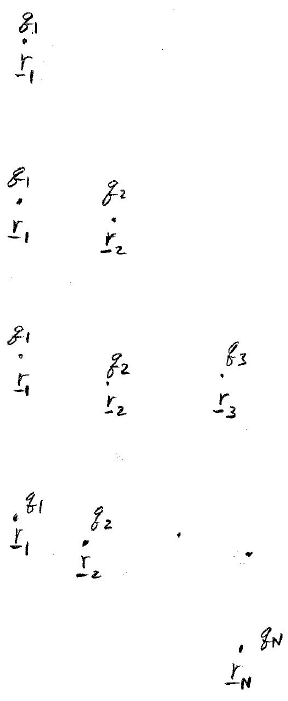 q1
r1
q1 q2
r1 r2
q1 q2 q3
r1 r2 r3
q1 q2
r1 r2
qN
rN